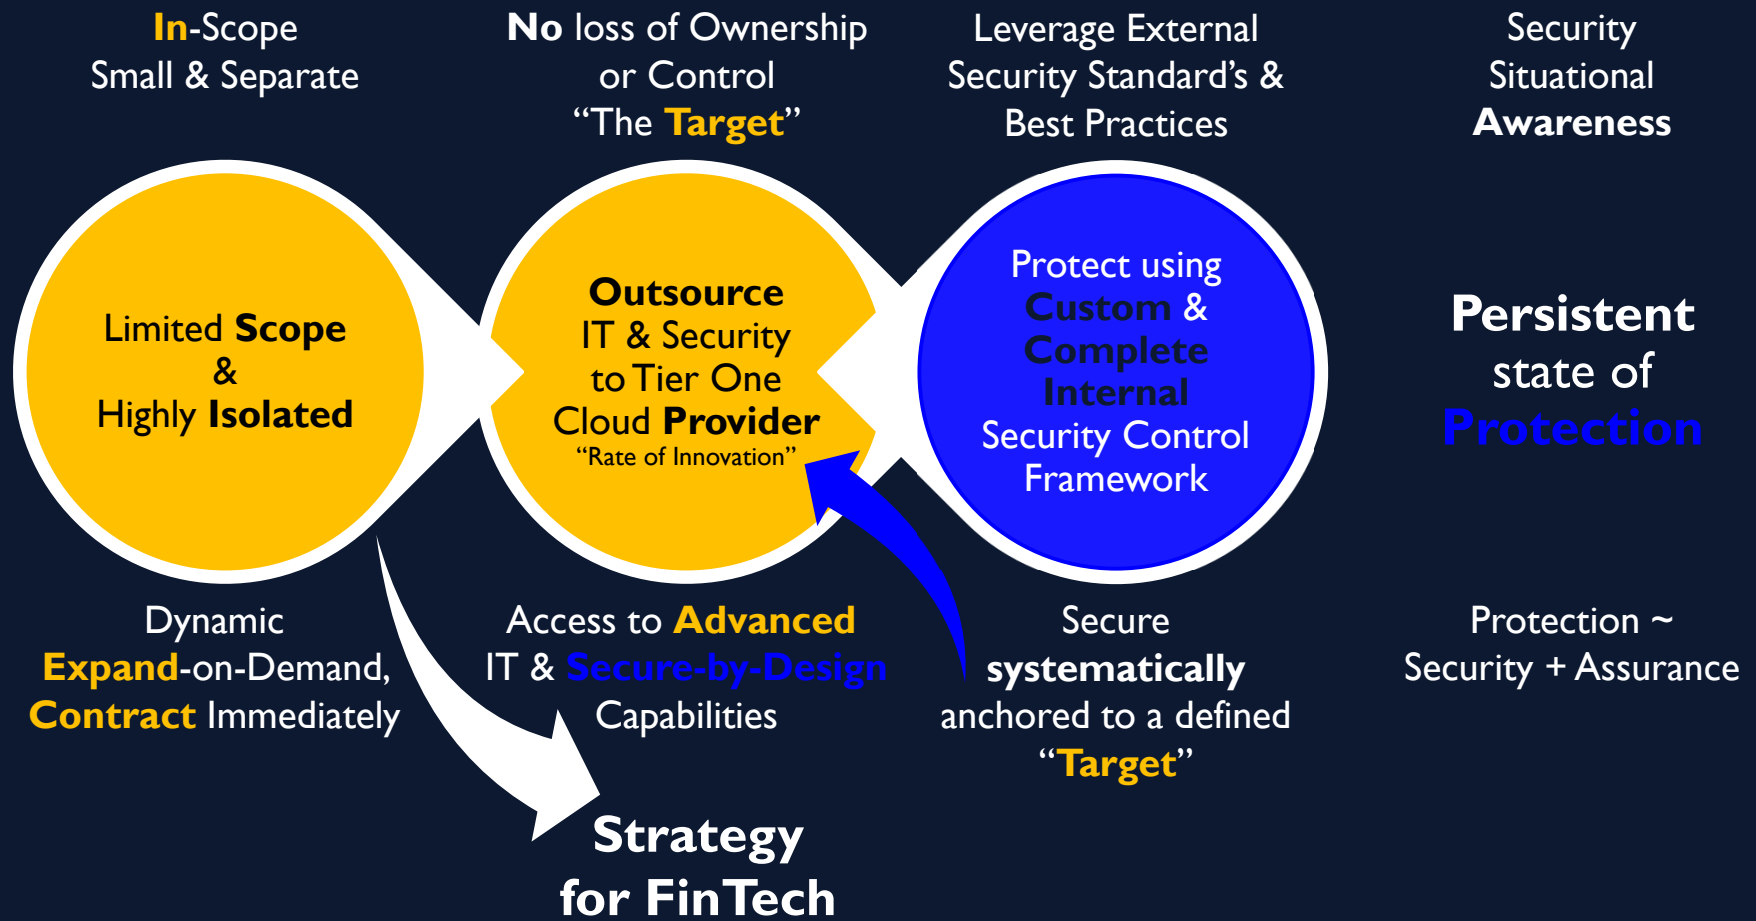 In-Scope
Small & Separate
No loss of Ownership
or Control
“The Target”
Leverage External
Security Standard’s &
Best Practices
Security
Situational
Awareness
Limited Scope
&
Highly Isolated
Outsource
IT & Security
to Tier One
Cloud Provider
“Rate of Innovation”
Protect using
Custom &
Complete
Internal
Security Control
Framework
Persistent
state of
Protection
Dynamic
Expand-on-Demand,
Contract Immediately
Access to Advanced
IT & Secure-by-Design
Capabilities
Secure
systematically
anchored to a defined
“Target”
Protection ~
Security + Assurance
Strategy
for FinTech